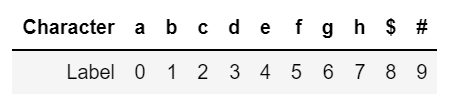 Character a b c d e f g h $ #
Label 0 1 2 3 4 5 6 7 8 9